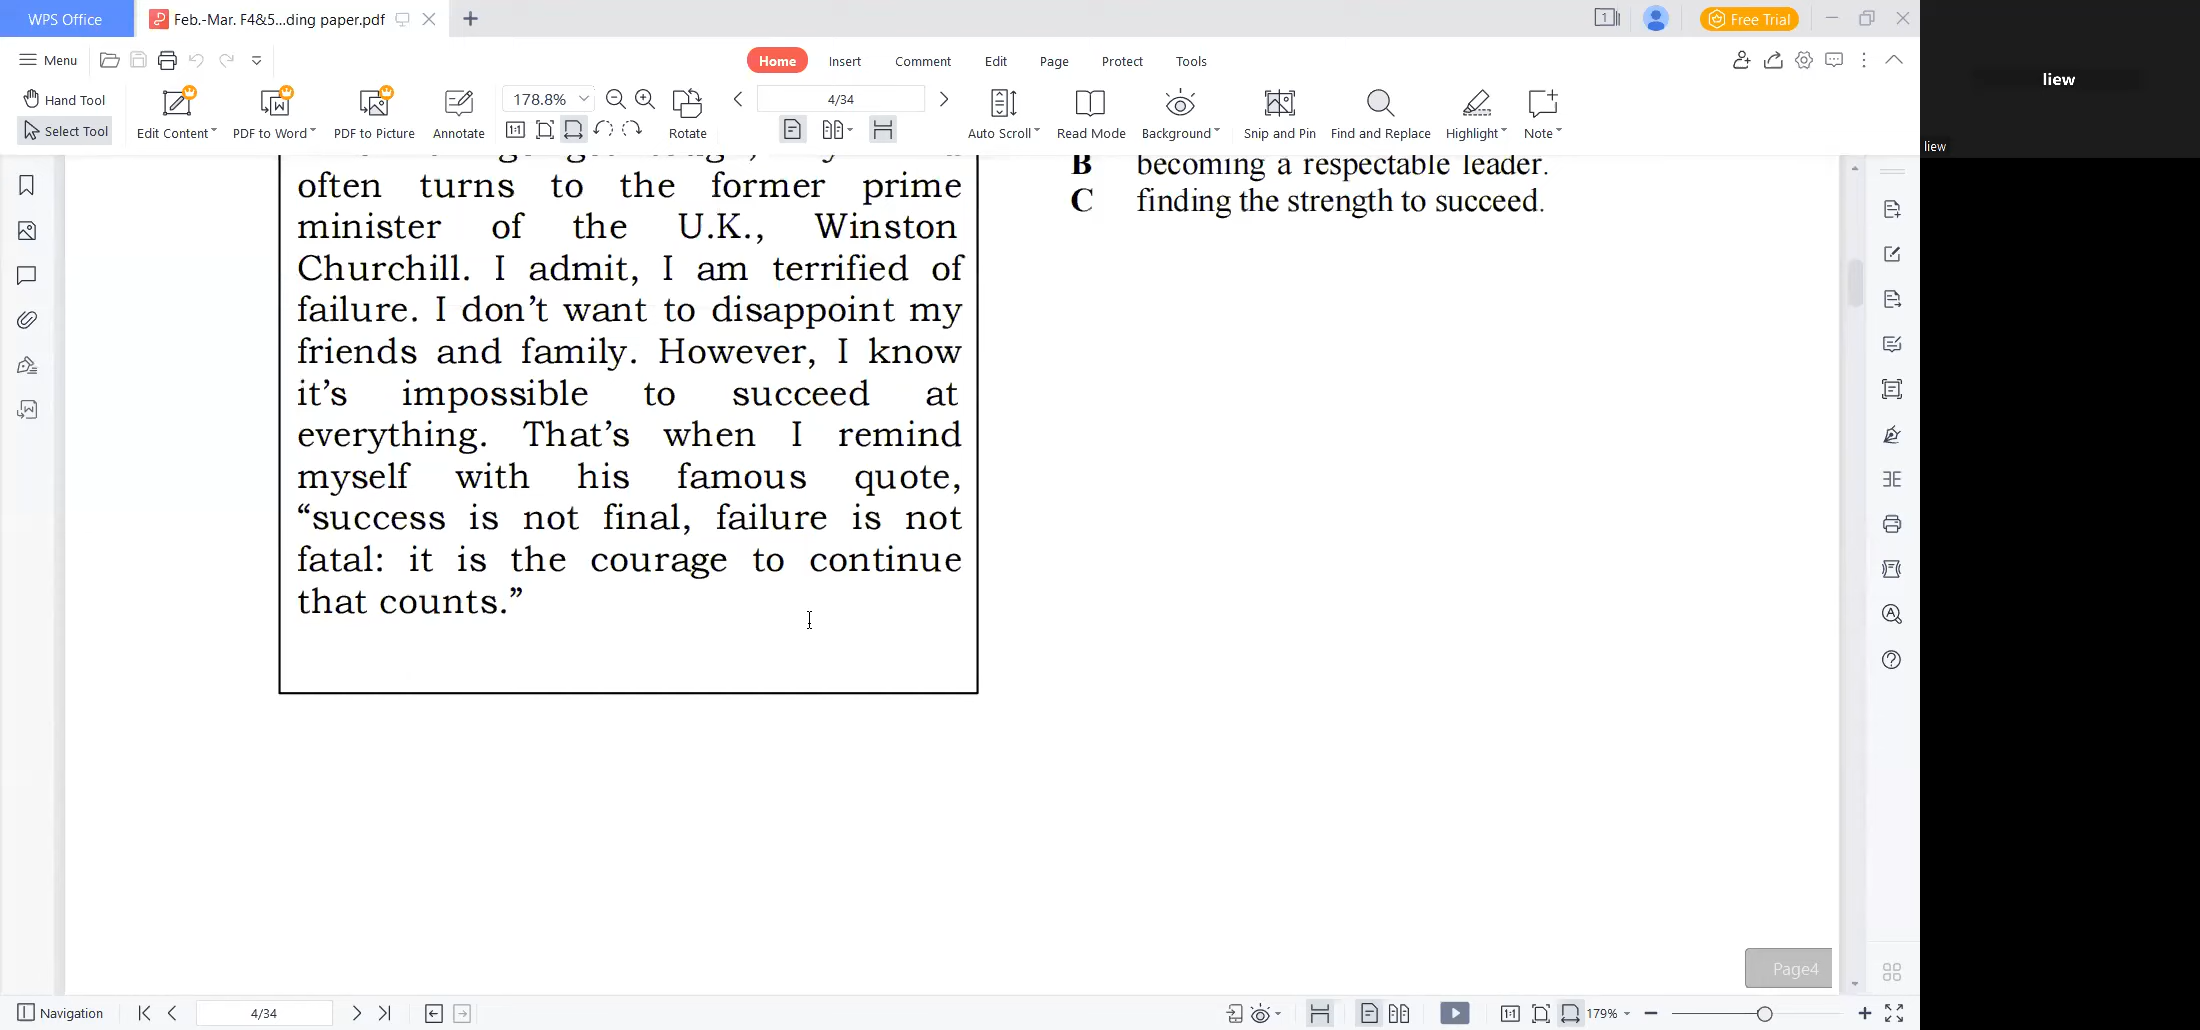 WPS Office
Feb.-Mar. F4&5...ding paper.pdf
Free Trial
Menu
Home
Insert
Comment
Edit
Page
Protect
Tools
Hand Tool
Select Tool
Edit Content
PDF to Word
PDF to Picture
Annotate
178.8%
Rotate
4/34
Auto Scroll
Read Mode
Background
Snip and Pin
Find and Replace
Highlight
Note
liew
liew
often turns to the former prime
minister of the U.K., Winston
Churchill. I admit, I am terrified of
failure. I don't want to disappoint my
friends and family. However, I know
it's impossible to succeed at
everything. That's when I remind
myself with his famous quote,
“success is not final, failure is not
fatal: it is the courage to continue
that counts.”
B becoming a respectable leader.
C finding the strength to succeed.
Page4
Navigation
4/34
179%